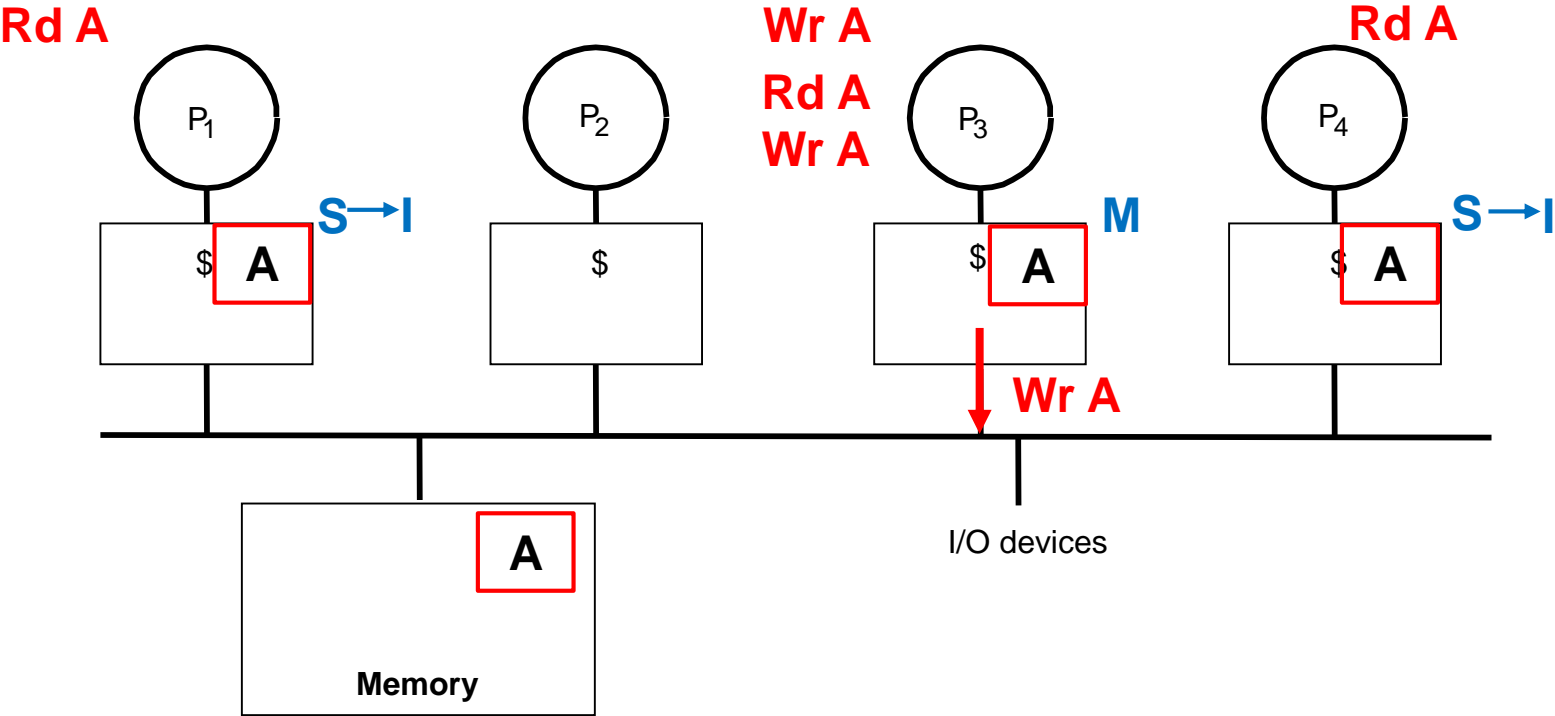 Rd A
Wr A
Rd A
Rd A
Wr A
P1
P2
P3
P4
S→I
M
S→I
$ A
$
$ A
$ A
Wr A
A
Memory
I/O devices